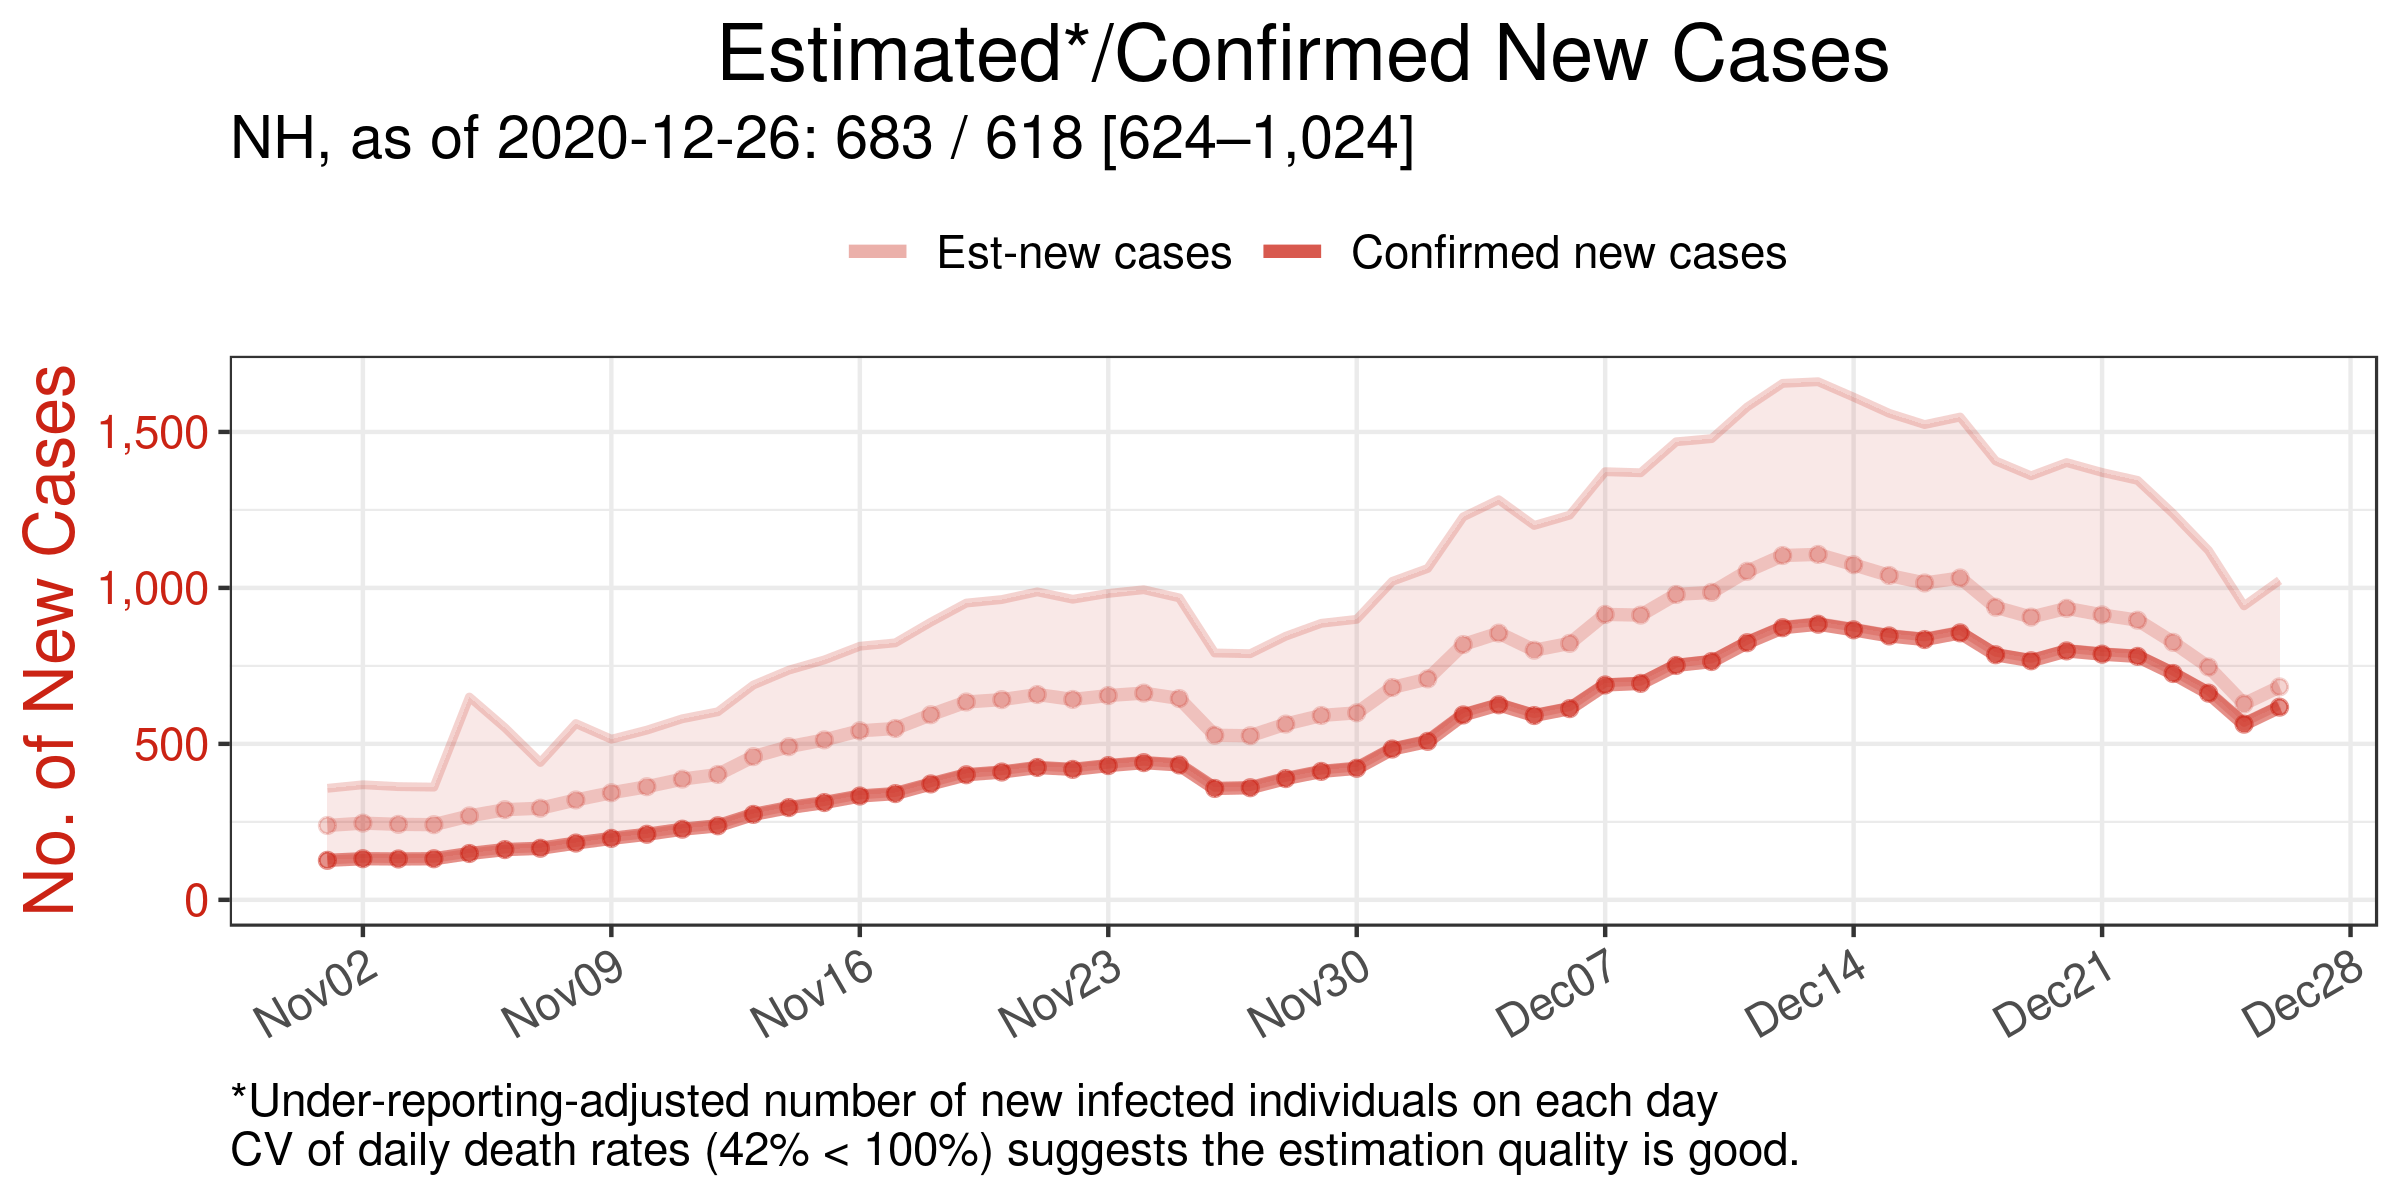 Estimated*/Confirmed New Cases
NH, as of 2020-12-26: 683 / 618 [624–1,024]
Est-new cases
Confirmed new cases
No. of New Cases
1,500
1,000
500
0
Nov02
Nov09
Nov16
Nov23
Nov30
Dec07
Dec14
Dec21
Dec28
*Under-reporting-adjusted number of new infected individuals on each day
CV of daily death rates (42% < 100%) suggests the estimation quality is good.